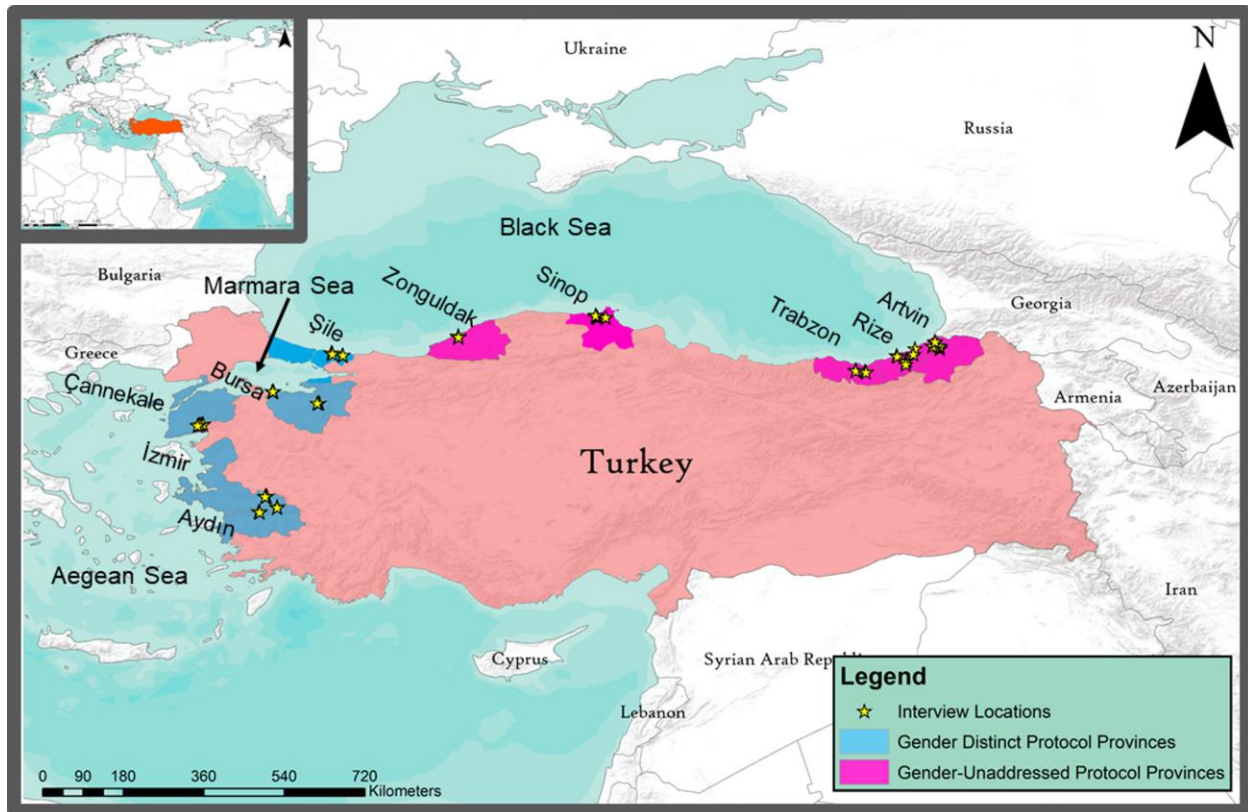 Ukraine
N
Russia
Black Sea
Bulgaria
Marmara Sea
Zonguldak
Sinop
Trabzon
Rize
Artvin
Georgia
Şile
Greece
Bursa
Çannekale
Armenia
Azerbaijan
İzmir
Turkey
Aydın
Aegean Sea
Iran
Cyprus
Syrian Arab Republi
Lebanon
Legend
Interview Locations
Gender Distinct Protocol Provinces
Gender-Unaddressed Protocol Provinces
0 90 180 360 540 720
Kilometers